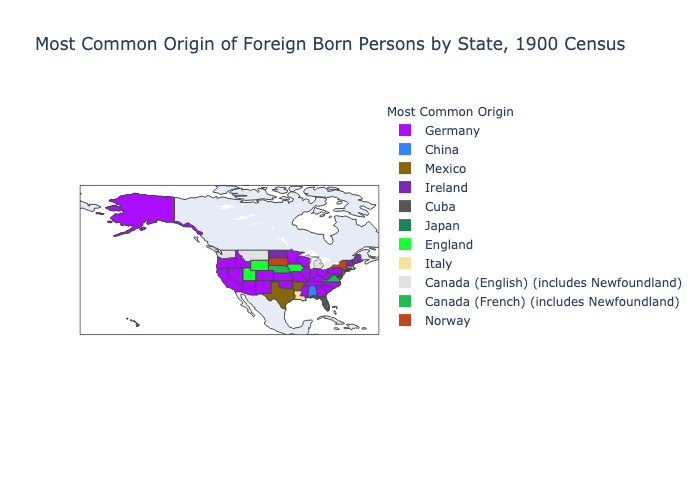 Most Common Origin of Foreign Born Persons by State, 1900 Census
Most Common Origin
Germany
China
Mexico
Ireland
Cuba
Japan
England
Italy
Canada (English) (includes Newfoundland)
Canada (French) (includes Newfoundland)
Norway